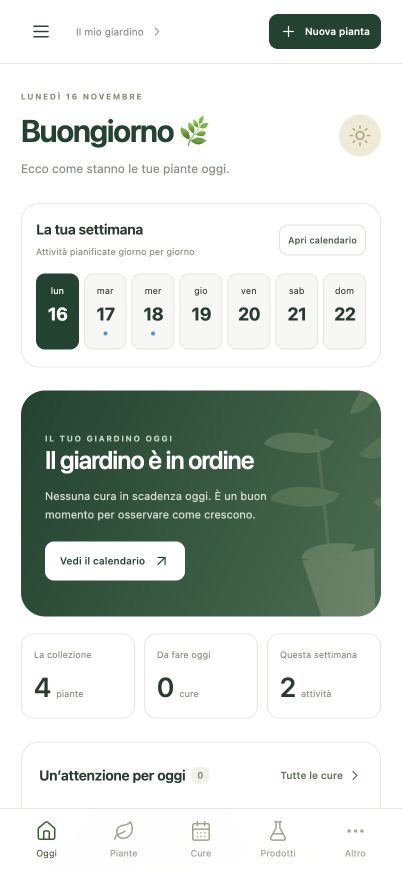 Il mio giardino
Nuova pianta
LUNEDÌ 16 NOVEMBRE
Buongiorno 🌿
Ecco come stanno le tue piante oggi.
La tua settimana
Attività pianificate giorno per giorno
Apri calendario
lun mar mer gio ven sab dom
16 17 18 19 20 21 22
IL TUO GIARDINO OGGI
Il giardino è in ordine
Nessuna cura in scadenza oggi. È un buon
momento per osservare come crescono.
Vedi il calendario
La collezione Da fare oggi Questa settimana
4 piante 0 cure 2 attività
Un'attenzione per oggi 0 Tutte le cure
Oggi Piante Cure Prodotti Altro